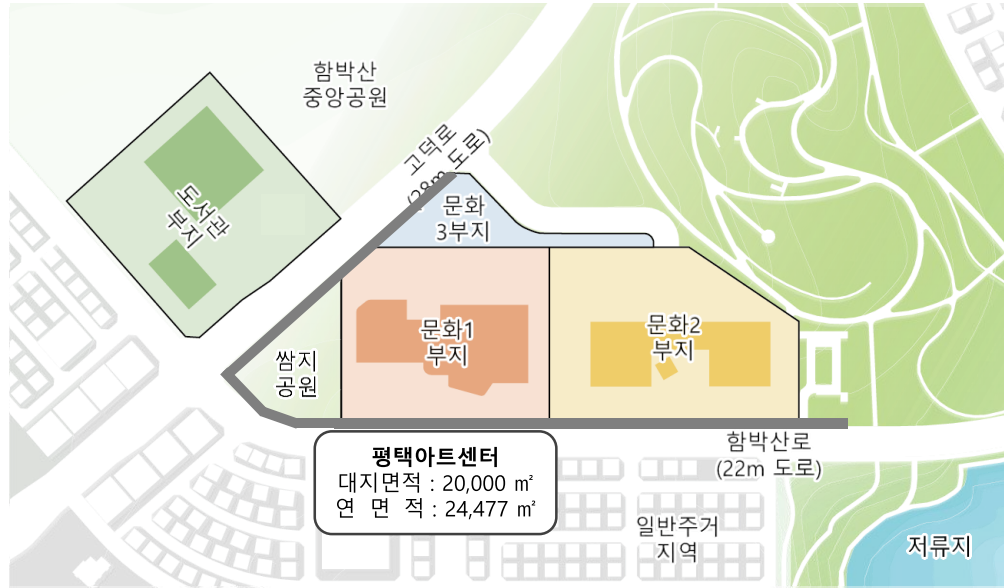 함박산
중앙공원
고덕로
(28m 도로)
도서관
부지
문화
3부지
문화1
부지
문화2
부지
쌈지
공원
평택아트센터
대지면적 : 20,000 ㎡
연 면 적 : 24,477 ㎡
함박산로
(22m 도로)
일반주거
지역
저류지